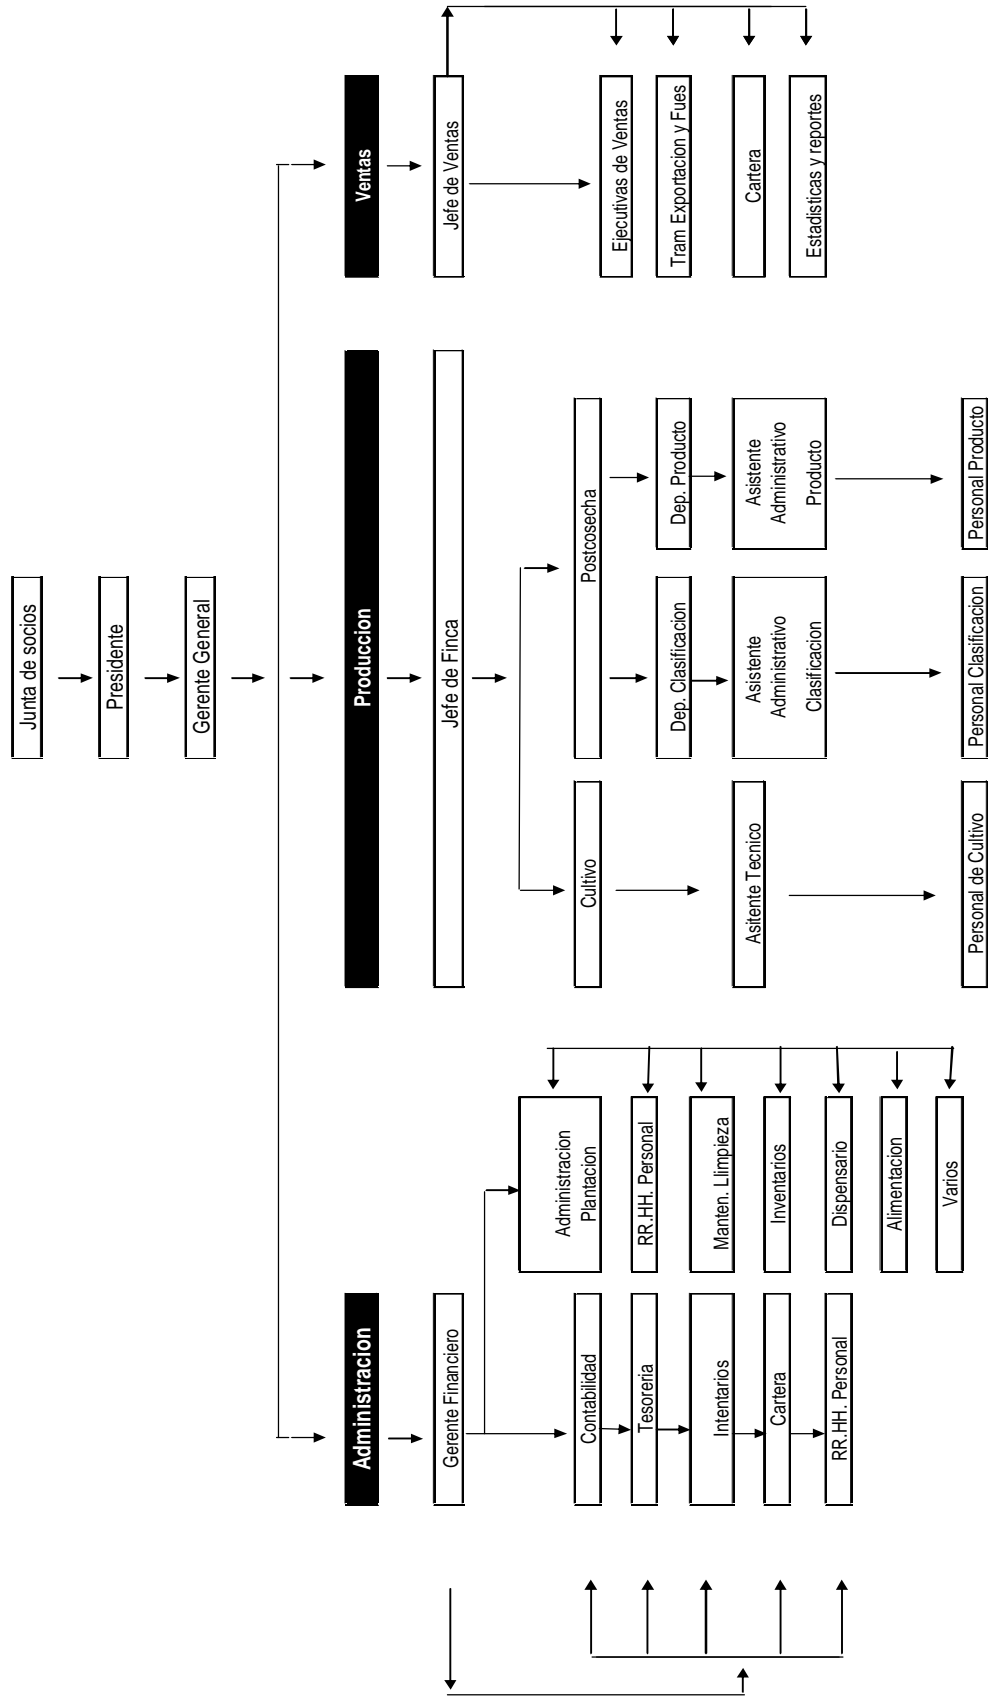 Junta de socios
Presidente
Gerente General
Administracion
Gerente Financiero
Contabilidad
Tesoreria
Intentarios
Cartera
RR.HH. Personal
Administracion
Plantacion
RR.HH. Personal
Manten. Llimpieza
Inventarios
Dispensario
Alimentacion
Varios
Produccion
Jefe de Finca
Cultivo
Asitente Tecnico
Personal de Cultivo
Postcosecha
Dep. Clasificacion
Asistente
Administrativo
Clasificacion
Personal Clasificacion
Dep. Producto
Asistente
Administrativo
Producto
Personal Producto
Ventas
Jefe de Ventas
Ejecutivas de Ventas
Tram Exportacion y Fues
Cartera
Estadisticas y reportes